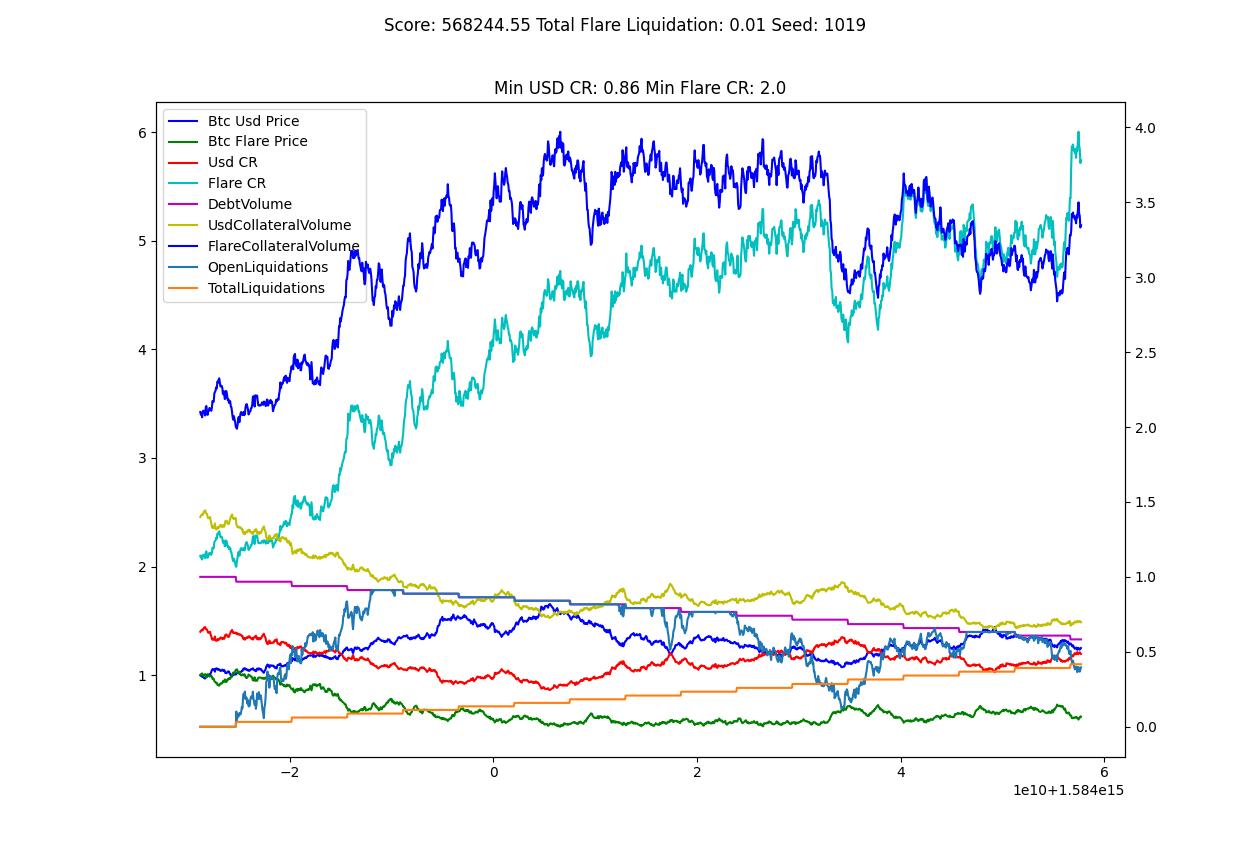 Score: 568244.55 Total Flare Liquidation: 0.01 Seed: 1019
Min USD CR: 0.86 Min Flare CR: 2.0
Btc Usd Price
Btc Flare Price
Usd CR
Flare CR
DebtVolume
UsdCollateralVolume
FlareCollateralVolume
OpenLiquidations
TotalLiquidations
6
5
4
3
2
1
4.0
3.5
3.0
2.5
2.0
1.5
1.0
0.5
0.0
−2 0 2 4 6
1e10+1.584e15